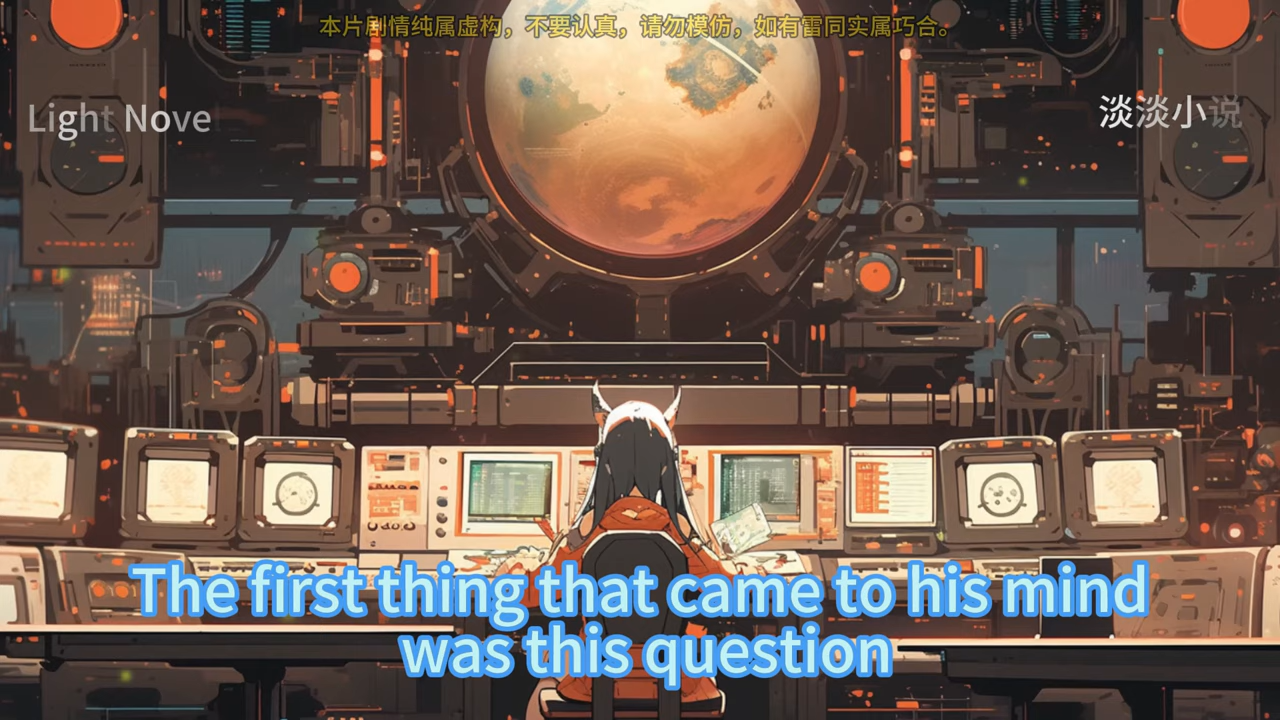 本片剧情纯属虚构，不要认真，请勿模仿，如有雷同实属巧合。
Light Nove
淡淡小说
The first thing that came to his mind
was this question